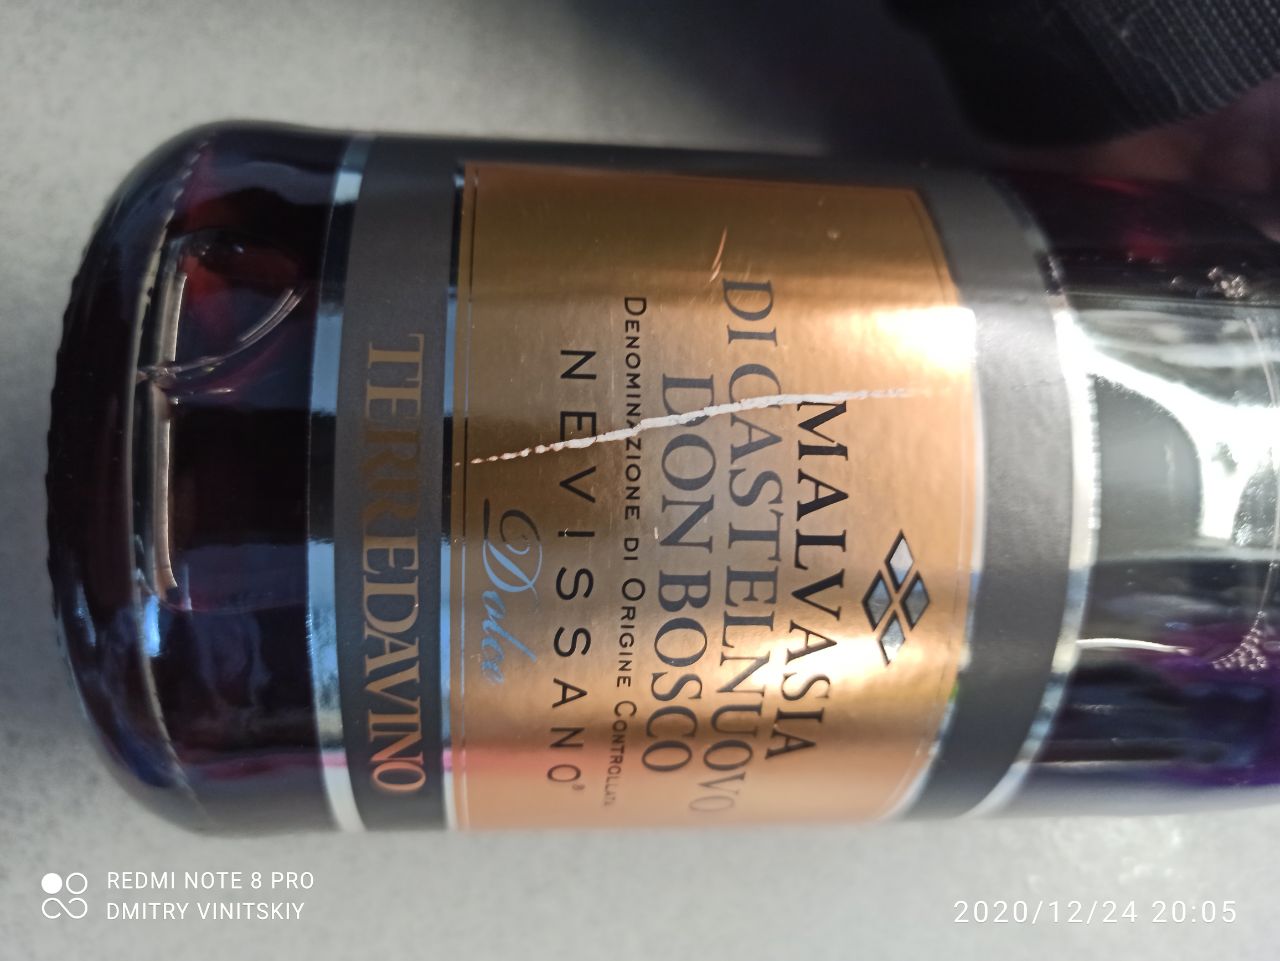 MALVASIA
DI CASTELNUOVO
DON BOSCO
DENOMINAZIONE DI ORIGINE CONTROLLATA
NEVISSANO®
Dolce
TERREDAVINO
REDMI NOTE 8 PRO
DMITRY VINITSKIY
2020/12/24 20:05